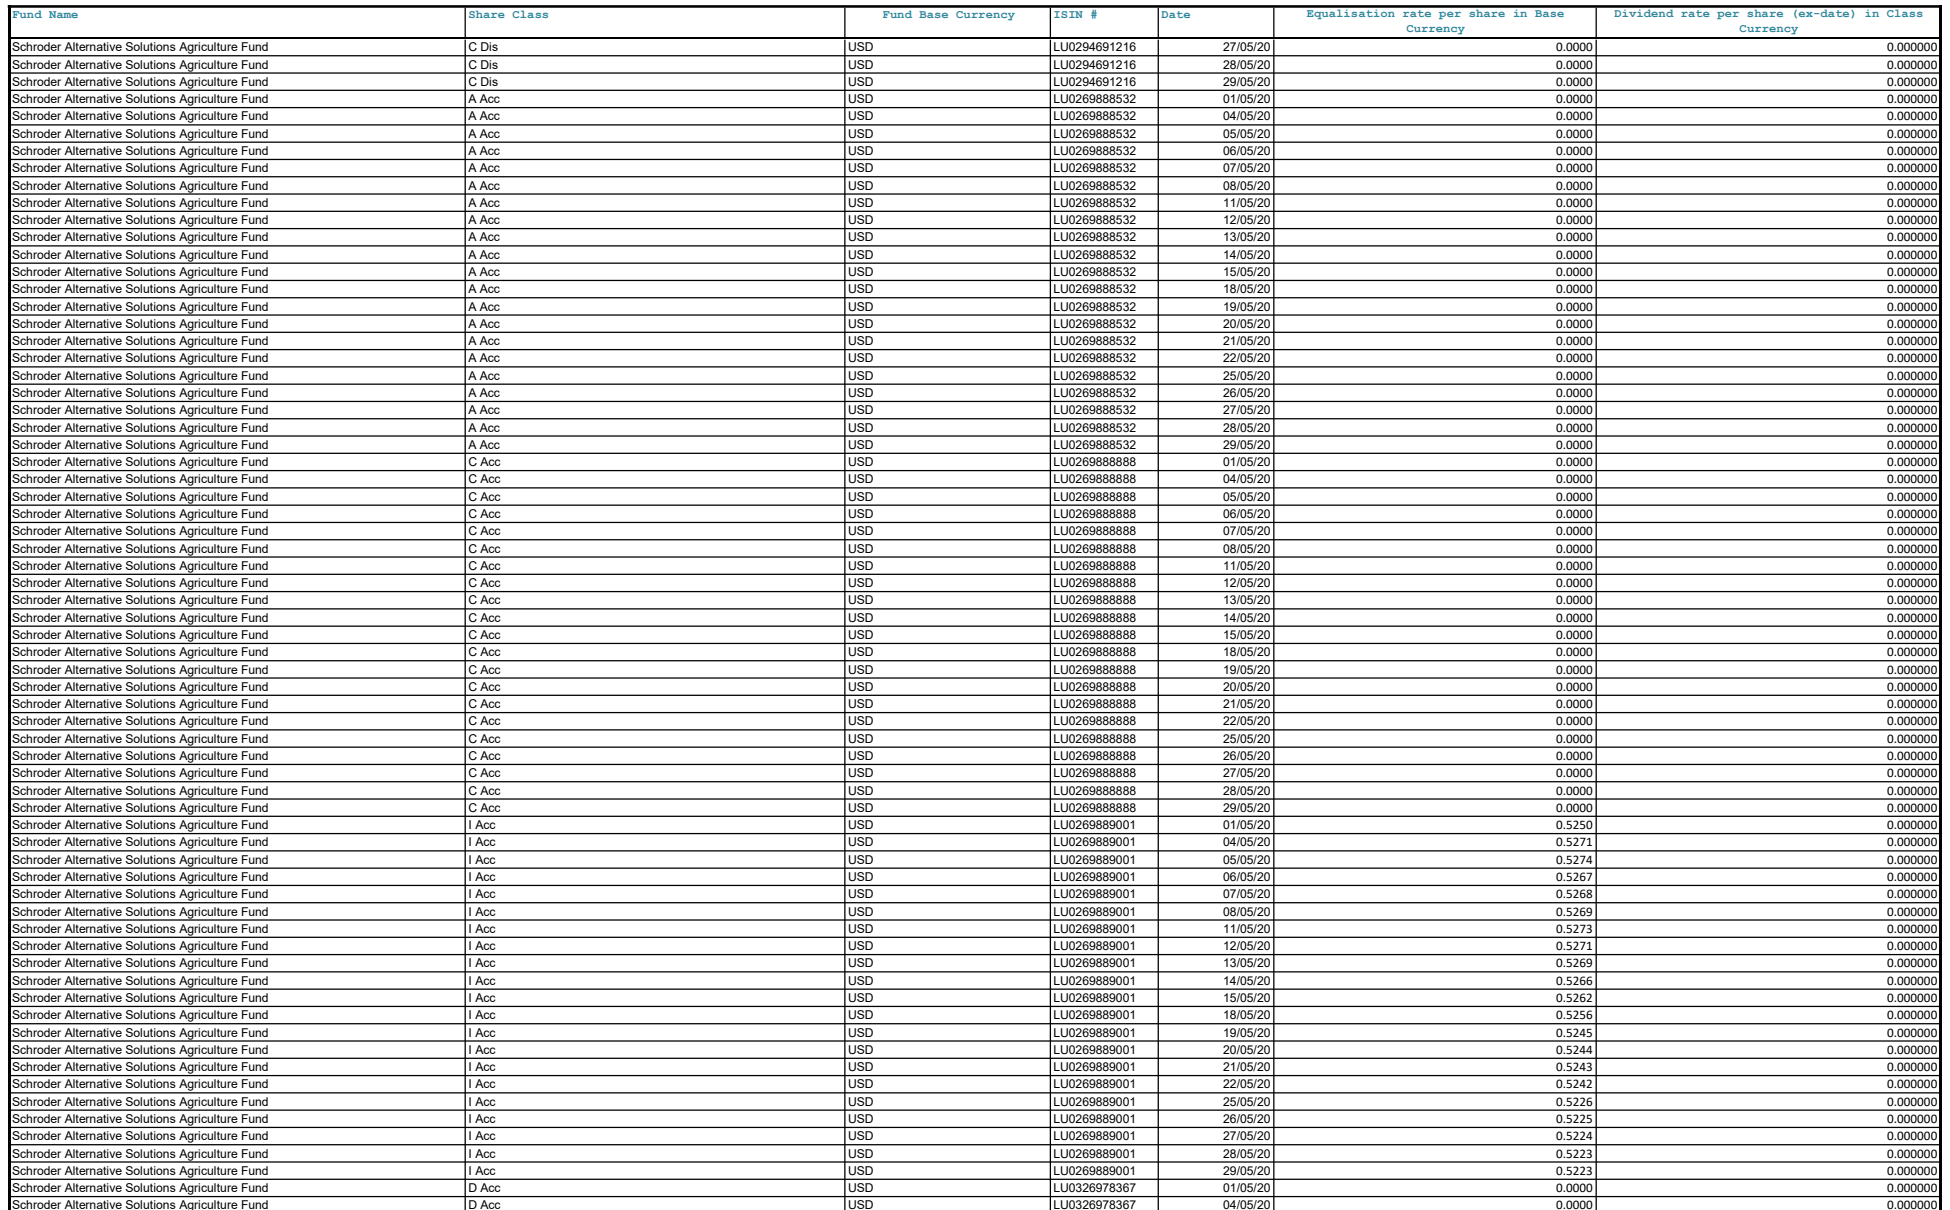 Fund Name Share Class Fund Base Currency ISIN # Date Equalisation rate per share in Base Currency Dividend rate per share (ex-date) in Class Currency
Schroder Alternative Solutions Agriculture Fund C Dis USD LU0294691216 27/05/20 0.0000 0.000000
Schroder Alternative Solutions Agriculture Fund C Dis USD LU0294691216 28/05/20 0.0000 0.000000
Schroder Alternative Solutions Agriculture Fund C Dis USD LU0294691216 29/05/20 0.0000 0.000000
Schroder Alternative Solutions Agriculture Fund A Acc USD LU0269888532 01/05/20 0.0000 0.000000
Schroder Alternative Solutions Agriculture Fund A Acc USD LU0269888532 04/05/20 0.0000 0.000000
Schroder Alternative Solutions Agriculture Fund A Acc USD LU0269888532 05/05/20 0.0000 0.000000
Schroder Alternative Solutions Agriculture Fund A Acc USD LU0269888532 06/05/20 0.0000 0.000000
Schroder Alternative Solutions Agriculture Fund A Acc USD LU0269888532 07/05/20 0.0000 0.000000
Schroder Alternative Solutions Agriculture Fund A Acc USD LU0269888532 08/05/20 0.0000 0.000000
Schroder Alternative Solutions Agriculture Fund A Acc USD LU0269888532 11/05/20 0.0000 0.000000
Schroder Alternative Solutions Agriculture Fund A Acc USD LU0269888532 12/05/20 0.0000 0.000000
Schroder Alternative Solutions Agriculture Fund A Acc USD LU0269888532 13/05/20 0.0000 0.000000
Schroder Alternative Solutions Agriculture Fund A Acc USD LU0269888532 14/05/20 0.0000 0.000000
Schroder Alternative Solutions Agriculture Fund A Acc USD LU0269888532 15/05/20 0.0000 0.000000
Schroder Alternative Solutions Agriculture Fund A Acc USD LU0269888532 18/05/20 0.0000 0.000000
Schroder Alternative Solutions Agriculture Fund A Acc USD LU0269888532 19/05/20 0.0000 0.000000
Schroder Alternative Solutions Agriculture Fund A Acc USD LU0269888532 20/05/20 0.0000 0.000000
Schroder Alternative Solutions Agriculture Fund A Acc USD LU0269888532 21/05/20 0.0000 0.000000
Schroder Alternative Solutions Agriculture Fund A Acc USD LU0269888532 22/05/20 0.0000 0.000000
Schroder Alternative Solutions Agriculture Fund A Acc USD LU0269888532 25/05/20 0.0000 0.000000
Schroder Alternative Solutions Agriculture Fund A Acc USD LU0269888532 26/05/20 0.0000 0.000000
Schroder Alternative Solutions Agriculture Fund A Acc USD LU0269888532 27/05/20 0.0000 0.000000
Schroder Alternative Solutions Agriculture Fund A Acc USD LU0269888532 28/05/20 0.0000 0.000000
Schroder Alternative Solutions Agriculture Fund A Acc USD LU0269888532 29/05/20 0.0000 0.000000
Schroder Alternative Solutions Agriculture Fund C Acc USD LU0269888888 01/05/20 0.0000 0.000000
Schroder Alternative Solutions Agriculture Fund C Acc USD LU0269888888 04/05/20 0.0000 0.000000
Schroder Alternative Solutions Agriculture Fund C Acc USD LU0269888888 05/05/20 0.0000 0.000000
Schroder Alternative Solutions Agriculture Fund C Acc USD LU0269888888 06/05/20 0.0000 0.000000
Schroder Alternative Solutions Agriculture Fund C Acc USD LU0269888888 07/05/20 0.0000 0.000000
Schroder Alternative Solutions Agriculture Fund C Acc USD LU0269888888 08/05/20 0.0000 0.000000
Schroder Alternative Solutions Agriculture Fund C Acc USD LU0269888888 11/05/20 0.0000 0.000000
Schroder Alternative Solutions Agriculture Fund C Acc USD LU0269888888 12/05/20 0.0000 0.000000
Schroder Alternative Solutions Agriculture Fund C Acc USD LU0269888888 13/05/20 0.0000 0.000000
Schroder Alternative Solutions Agriculture Fund C Acc USD LU0269888888 14/05/20 0.0000 0.000000
Schroder Alternative Solutions Agriculture Fund C Acc USD LU0269888888 15/05/20 0.0000 0.000000
Schroder Alternative Solutions Agriculture Fund C Acc USD LU0269888888 18/05/20 0.0000 0.000000
Schroder Alternative Solutions Agriculture Fund C Acc USD LU0269888888 19/05/20 0.0000 0.000000
Schroder Alternative Solutions Agriculture Fund C Acc USD LU0269888888 20/05/20 0.0000 0.000000
Schroder Alternative Solutions Agriculture Fund C Acc USD LU0269888888 21/05/20 0.0000 0.000000
Schroder Alternative Solutions Agriculture Fund C Acc USD LU0269888888 22/05/20 0.0000 0.000000
Schroder Alternative Solutions Agriculture Fund C Acc USD LU0269888888 25/05/20 0.0000 0.000000
Schroder Alternative Solutions Agriculture Fund C Acc USD LU0269888888 26/05/20 0.0000 0.000000
Schroder Alternative Solutions Agriculture Fund C Acc USD LU0269888888 27/05/20 0.0000 0.000000
Schroder Alternative Solutions Agriculture Fund C Acc USD LU0269888888 28/05/20 0.0000 0.000000
Schroder Alternative Solutions Agriculture Fund C Acc USD LU0269888888 29/05/20 0.0000 0.000000
Schroder Alternative Solutions Agriculture Fund I Acc USD LU0269889001 01/05/20 0.5250 0.000000
Schroder Alternative Solutions Agriculture Fund I Acc USD LU0269889001 04/05/20 0.5271 0.000000
Schroder Alternative Solutions Agriculture Fund I Acc USD LU0269889001 05/05/20 0.5274 0.000000
Schroder Alternative Solutions Agriculture Fund I Acc USD LU0269889001 06/05/20 0.5267 0.000000
Schroder Alternative Solutions Agriculture Fund I Acc USD LU0269889001 07/05/20 0.5268 0.000000
Schroder Alternative Solutions Agriculture Fund I Acc USD LU0269889001 08/05/20 0.5269 0.000000
Schroder Alternative Solutions Agriculture Fund I Acc USD LU0269889001 11/05/20 0.5273 0.000000
Schroder Alternative Solutions Agriculture Fund I Acc USD LU0269889001 12/05/20 0.5271 0.000000
Schroder Alternative Solutions Agriculture Fund I Acc USD LU0269889001 13/05/20 0.5269 0.000000
Schroder Alternative Solutions Agriculture Fund I Acc USD LU0269889001 14/05/20 0.5266 0.000000
Schroder Alternative Solutions Agriculture Fund I Acc USD LU0269889001 15/05/20 0.5262 0.000000
Schroder Alternative Solutions Agriculture Fund I Acc USD LU0269889001 18/05/20 0.5256 0.000000
Schroder Alternative Solutions Agriculture Fund I Acc USD LU0269889001 19/05/20 0.5245 0.000000
Schroder Alternative Solutions Agriculture Fund I Acc USD LU0269889001 20/05/20 0.5244 0.000000
Schroder Alternative Solutions Agriculture Fund I Acc USD LU0269889001 21/05/20 0.5243 0.000000
Schroder Alternative Solutions Agriculture Fund I Acc USD LU0269889001 22/05/20 0.5242 0.000000
Schroder Alternative Solutions Agriculture Fund I Acc USD LU0269889001 25/05/20 0.5226 0.000000
Schroder Alternative Solutions Agriculture Fund I Acc USD LU0269889001 26/05/20 0.5225 0.000000
Schroder Alternative Solutions Agriculture Fund I Acc USD LU0269889001 27/05/20 0.5224 0.000000
Schroder Alternative Solutions Agriculture Fund I Acc USD LU0269889001 28/05/20 0.5223 0.000000
Schroder Alternative Solutions Agriculture Fund I Acc USD LU0269889001 29/05/20 0.5223 0.000000
Schroder Alternative Solutions Agriculture Fund D Acc USD LU0326978367 01/05/20 0.0000 0.000000
Schroder Alternative Solutions Agriculture Fund D Acc USD LU0326978367 04/05/20 0.0000 0.000000